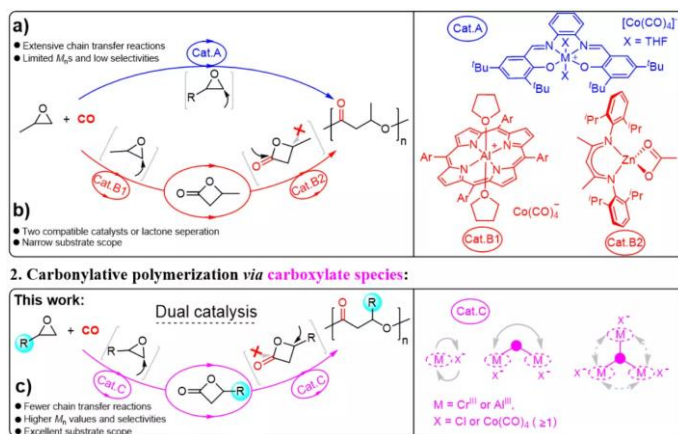 a)
● Extensive chain transfer reactions
● Limited Mns and low selectivities
Cat.A
R
O
O
+ CO
O
O
n
O
X
O
Cat.B1
O
O
Cat.B2
b)
● Two compatible catalysts or lactone seperation
● Narrow substrate scope
Cat.A
[Co(CO)4]-
X = THF
X
N
N
M+
tBu
O
O
tBu
X
tBu
tBu
O
Ar
Ar
N
N
Al+
N
N
Ar
Ar
O
Co(CO)4-
Cat.B1
iPr
iPr
N
O
Zn
N
O
iPr
iPr
Cat.B2
2. Carbonylative polymerization via carboxylate species:
This work:
Dual catalysis
R
O
+ CO
R
O
X
O
R
O
O
R
O
n
Cat.C
O
O
R
Cat.C
c)
● Fewer chain transfer reactions
● Higher Mn values and selectivities
● Excellent substrate scope
Cat.C
X-
M
M X-
M
M
X-
X-
M
M
X-
X-
M = CrIII or AlIII,
X = Cl or Co(CO)4 (≥1)